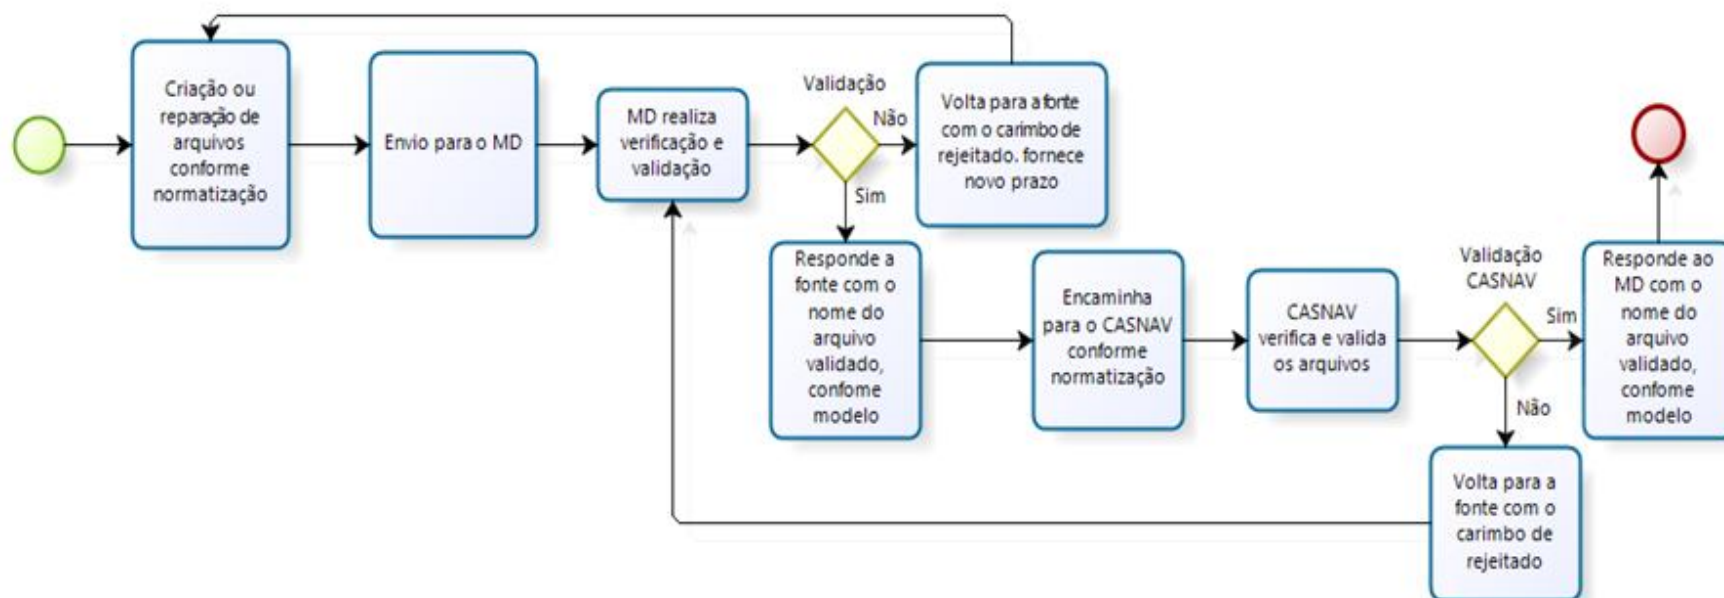 Criação ou
reparação de
arquivos
conforme
normatização
Envio para o MD
MD realiza
verificação e
validação
Validação
Não
Sim
Volta para a fonte
com o carimbo de
rejeitado. fornece
novo prazo
Responde a
fonte com o
nome do
arquivo
validado,
confome
modelo
Encaminha
para o CASNAV
conforme
normatização
CASNAV
verifica e valida
os arquivos
Validação
CASNAV
Sim
Não
Responde ao
MD com o
nome do
arquivo
validado,
confome
modelo
Volta para a
fonte com o
carimbo de
rejeitado